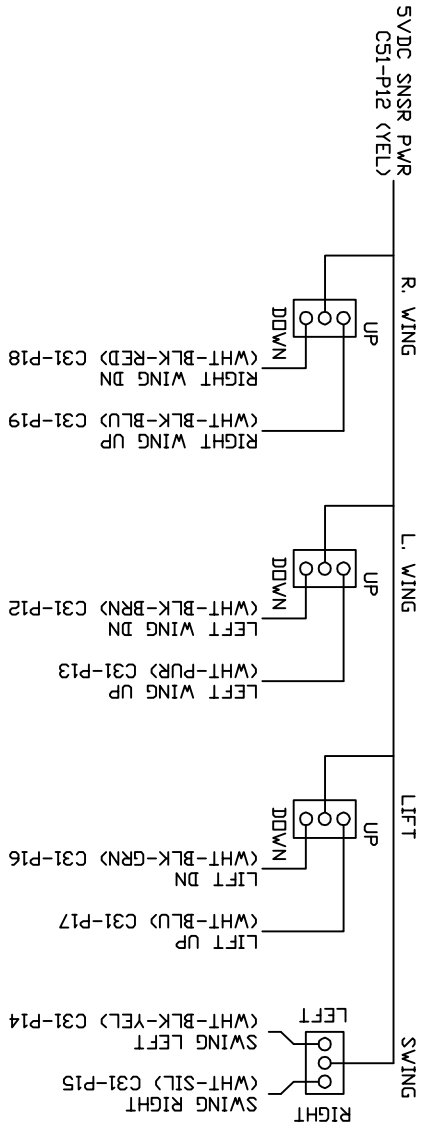 5VDC SNSR PWR
C51-P12 (YEL)
R. WING
UP
DOWN
RIGHT WING DN
(WHT-BLK-RED) C31-P18
RIGHT WING UP
(WHT-BLK-BLU) C31-P19
L. WING
UP
DOWN
LEFT WING DN
(WHT-BLK-BRN) C31-P12
LEFT WING UP
(WHT-PUR) C31-P13
LIFT
UP
DOWN
LIFT DN
(WHT-BLK-GRN) C31-P16
LIFT UP
(WHT-BLU) C31-P17
SWING
LEFT
SWING LEFT
(WHT-BLK-YEL) C31-P14
SWING RIGHT
(WHT-SIL) C31-P15
RIGHT